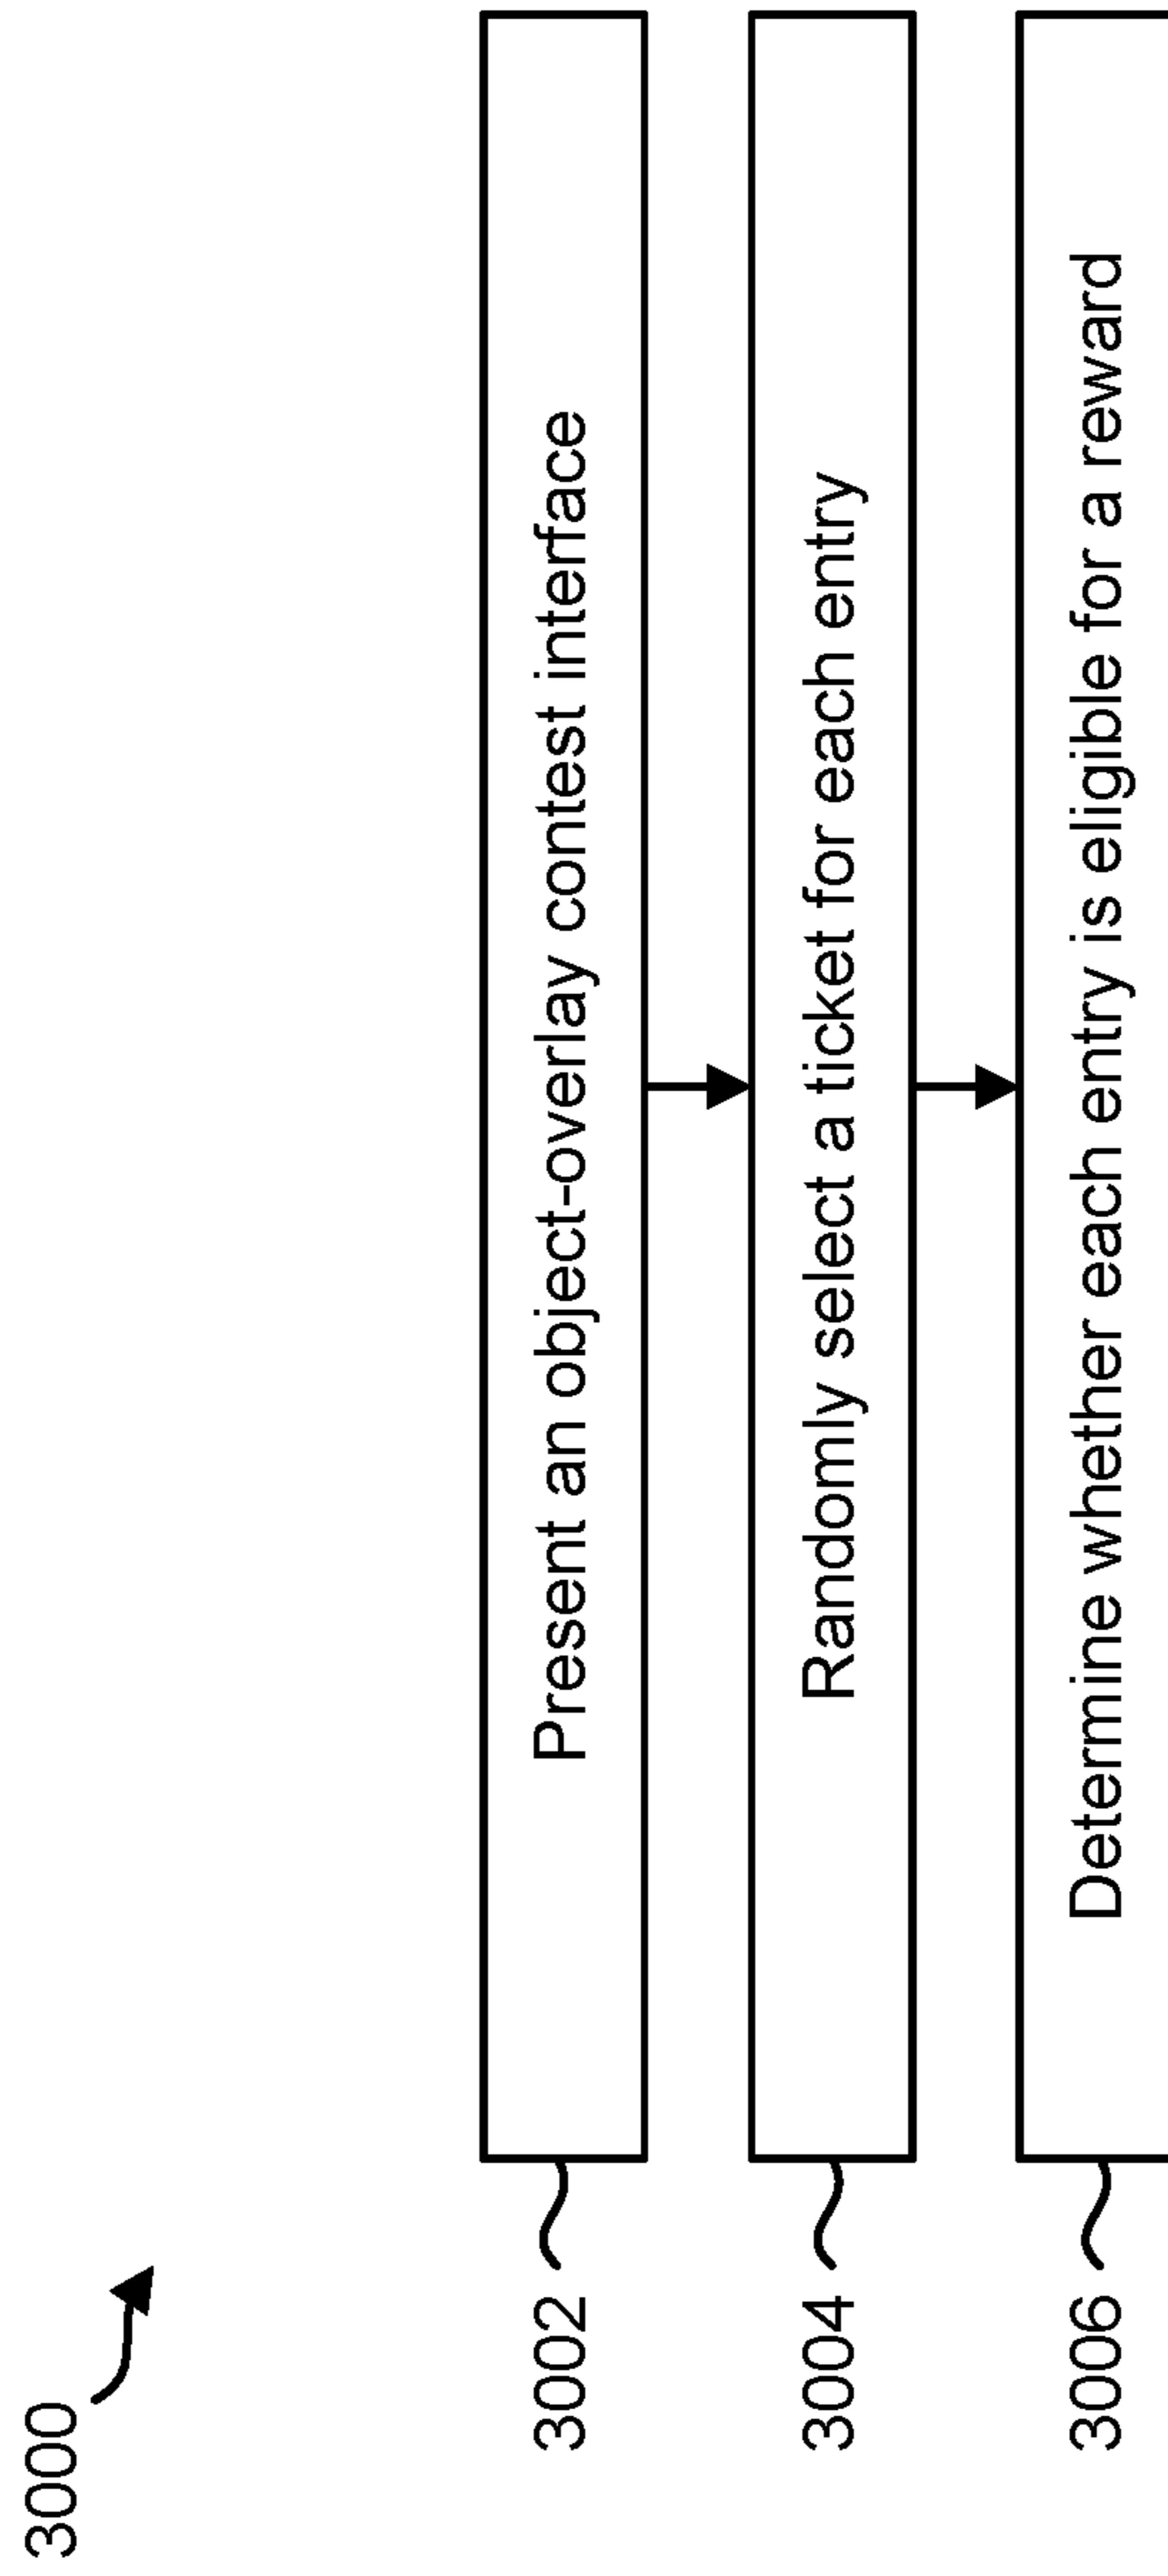 3000
3002
Present an object-overlay contest interface
3004
Randomly select a ticket for each entry
3006
Determine whether each entry is eligible for a reward